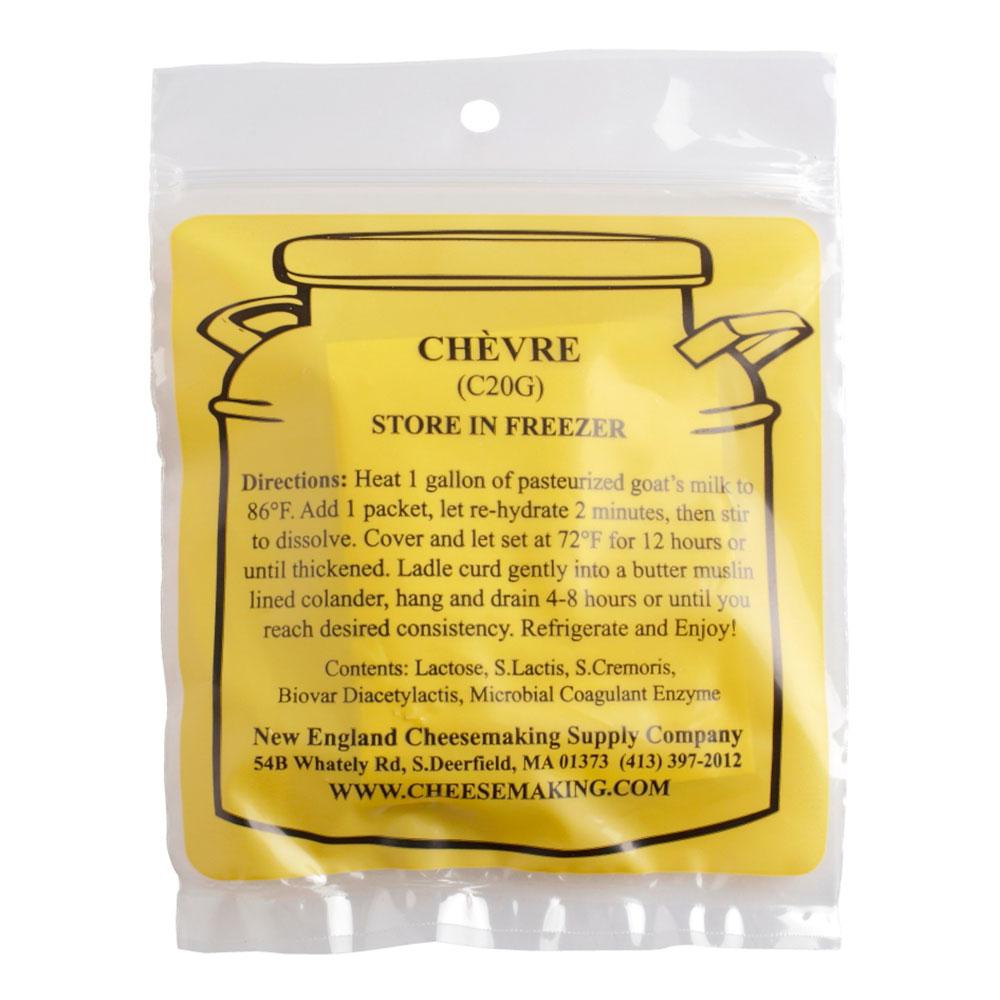 CHÈVRE
(C20G)
STORE IN FREEZER
Directions: Heat 1 gallon of pasteurized goat's milk to
86°F. Add 1 packet, let re-hydrate 2 minutes, then stir
to dissolve. Cover and let set at 72°F for 12 hours or
until thickened. Ladle curd gently into a butter muslin
lined colander, hang and drain 4-8 hours or until you
reach desired consistency. Refrigerate and Enjoy!
Contents: Lactose, S.Lactis, S.Cremoris,
Biovar Diacetylactis, Microbial Coagulant Enzyme
New England Cheesemaking Supply Company
54B Whately Rd, S.Deerfield, MA 01373 (413) 397-2012
WWW.CHEESEMAKING.COM